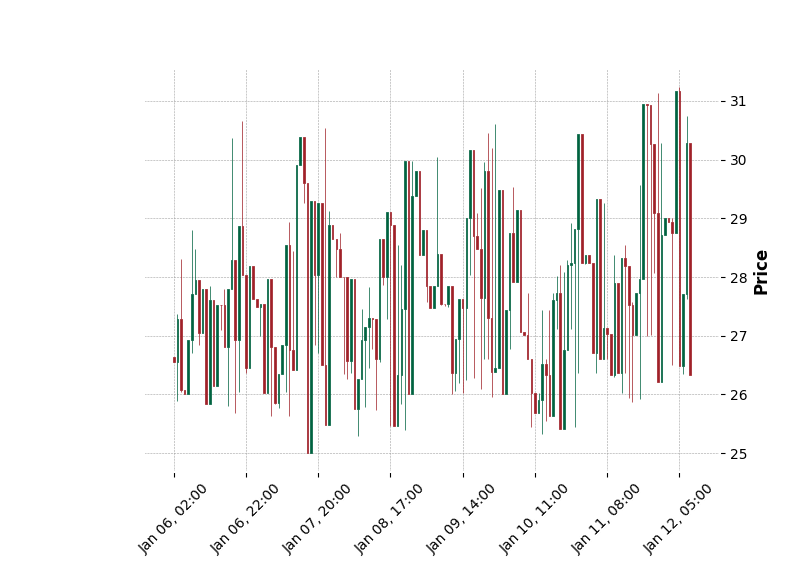 31
30
29
28
27
26
25
Price
Jan 06, 02:00
Jan 06, 22:00
Jan 07, 20:00
Jan 08, 17:00
Jan 09, 14:00
Jan 10, 11:00
Jan 11, 08:00
Jan 12, 05:00